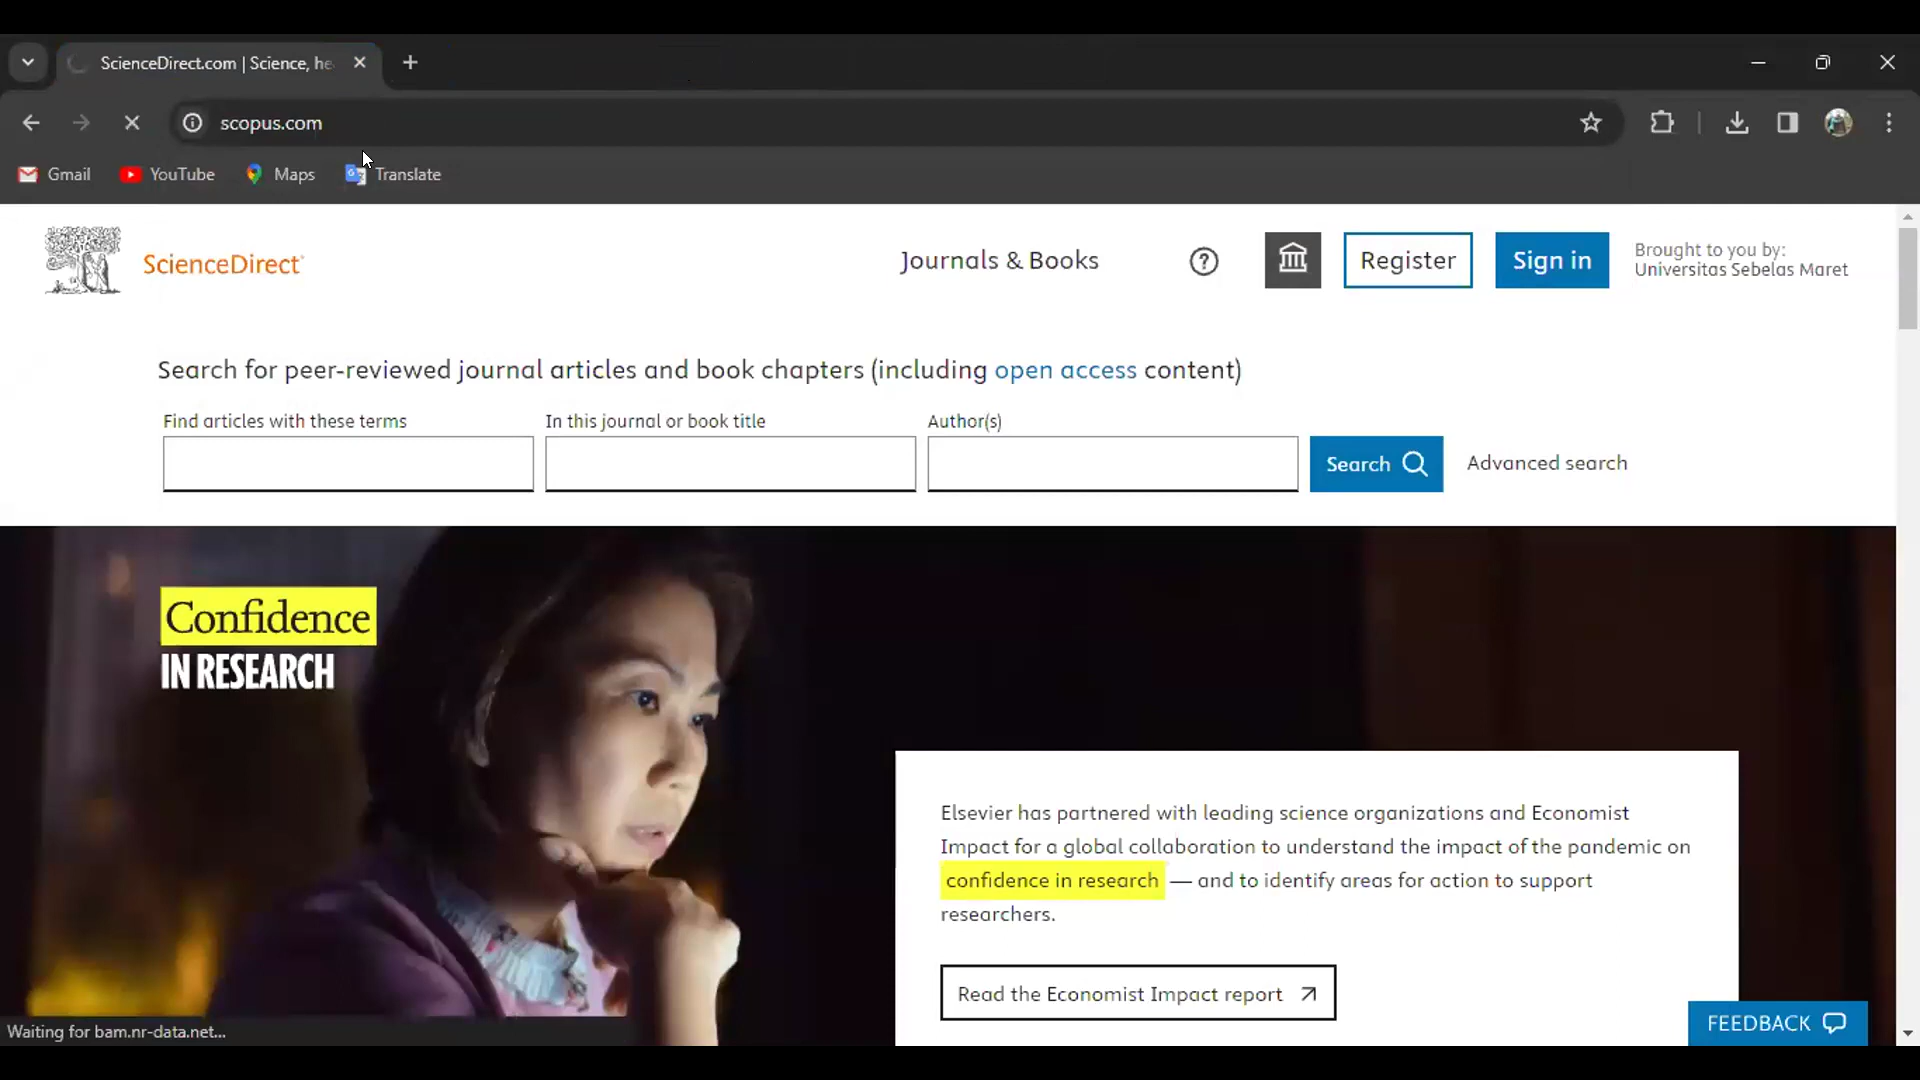 ScienceDirect.com | Science, he
scopus.com
Gmail YouTube Maps Translate
ScienceDirect
Journals & Books
?
Register
Sign in
Brought to you by:
Universitas Sebelas Maret
Search for peer-reviewed journal articles and book chapters (including open access content)
Find articles with these terms In this journal or book title Author(s)
Search
Advanced search
Confidence
IN RESEARCH
Elsevier has partnered with leading science organizations and Economist
Impact for a global collaboration to understand the impact of the pandemic on
confidence in research — and to identify areas for action to support
researchers.
Read the Economist Impact report
FEEDBACK
Waiting for bam.nr-data.net...